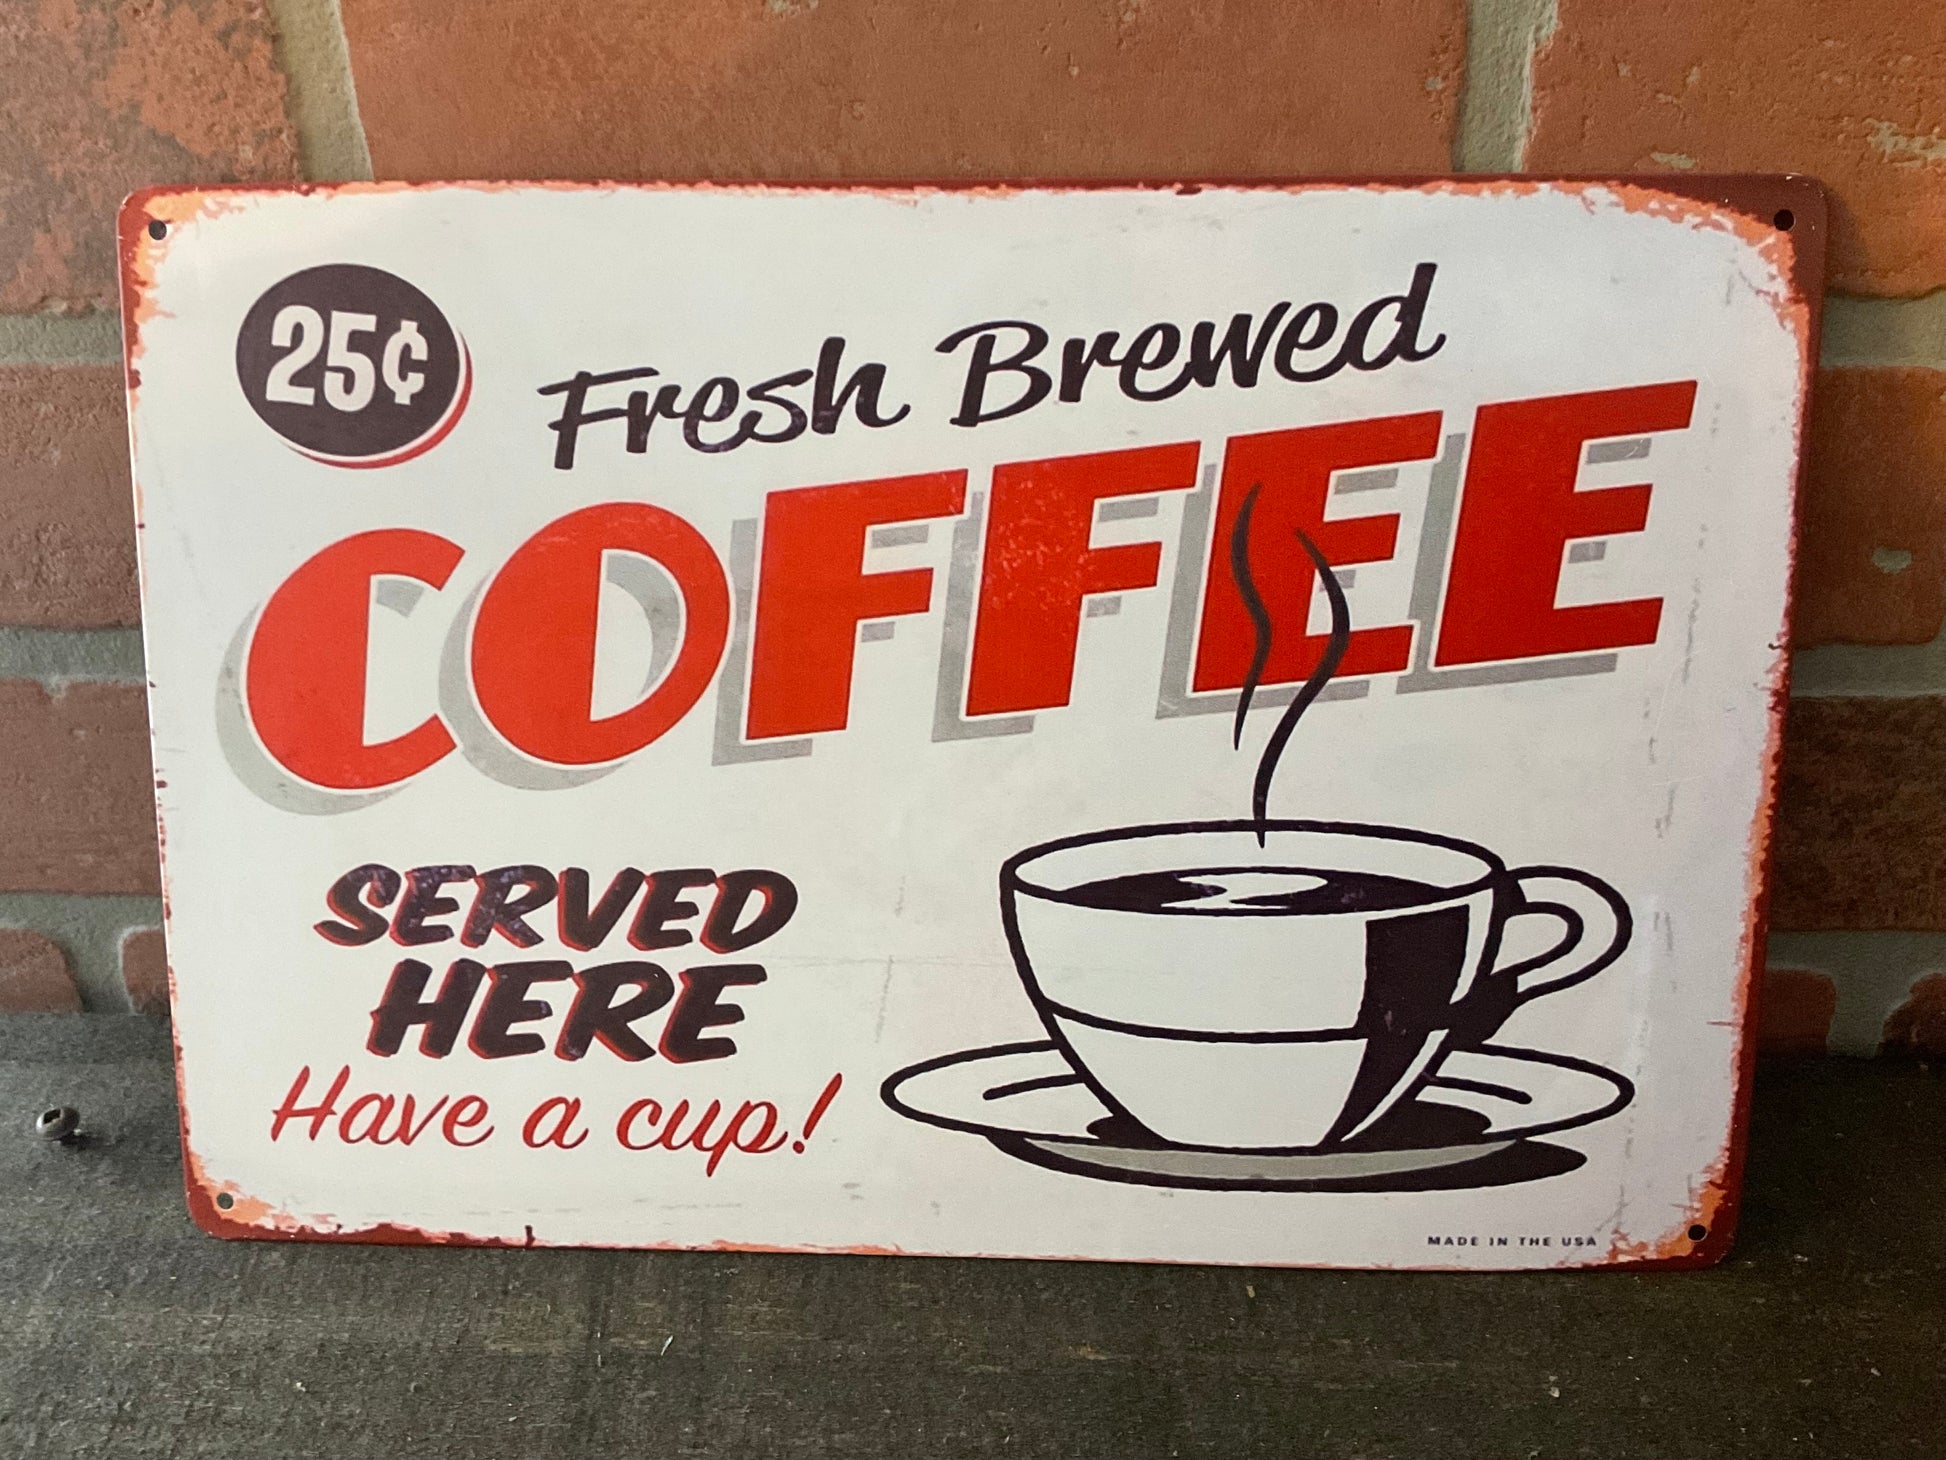 25¢
Fresh Brewed
COFFEE
SERVED
HERE
Have a cup!
MADE IN THE USA